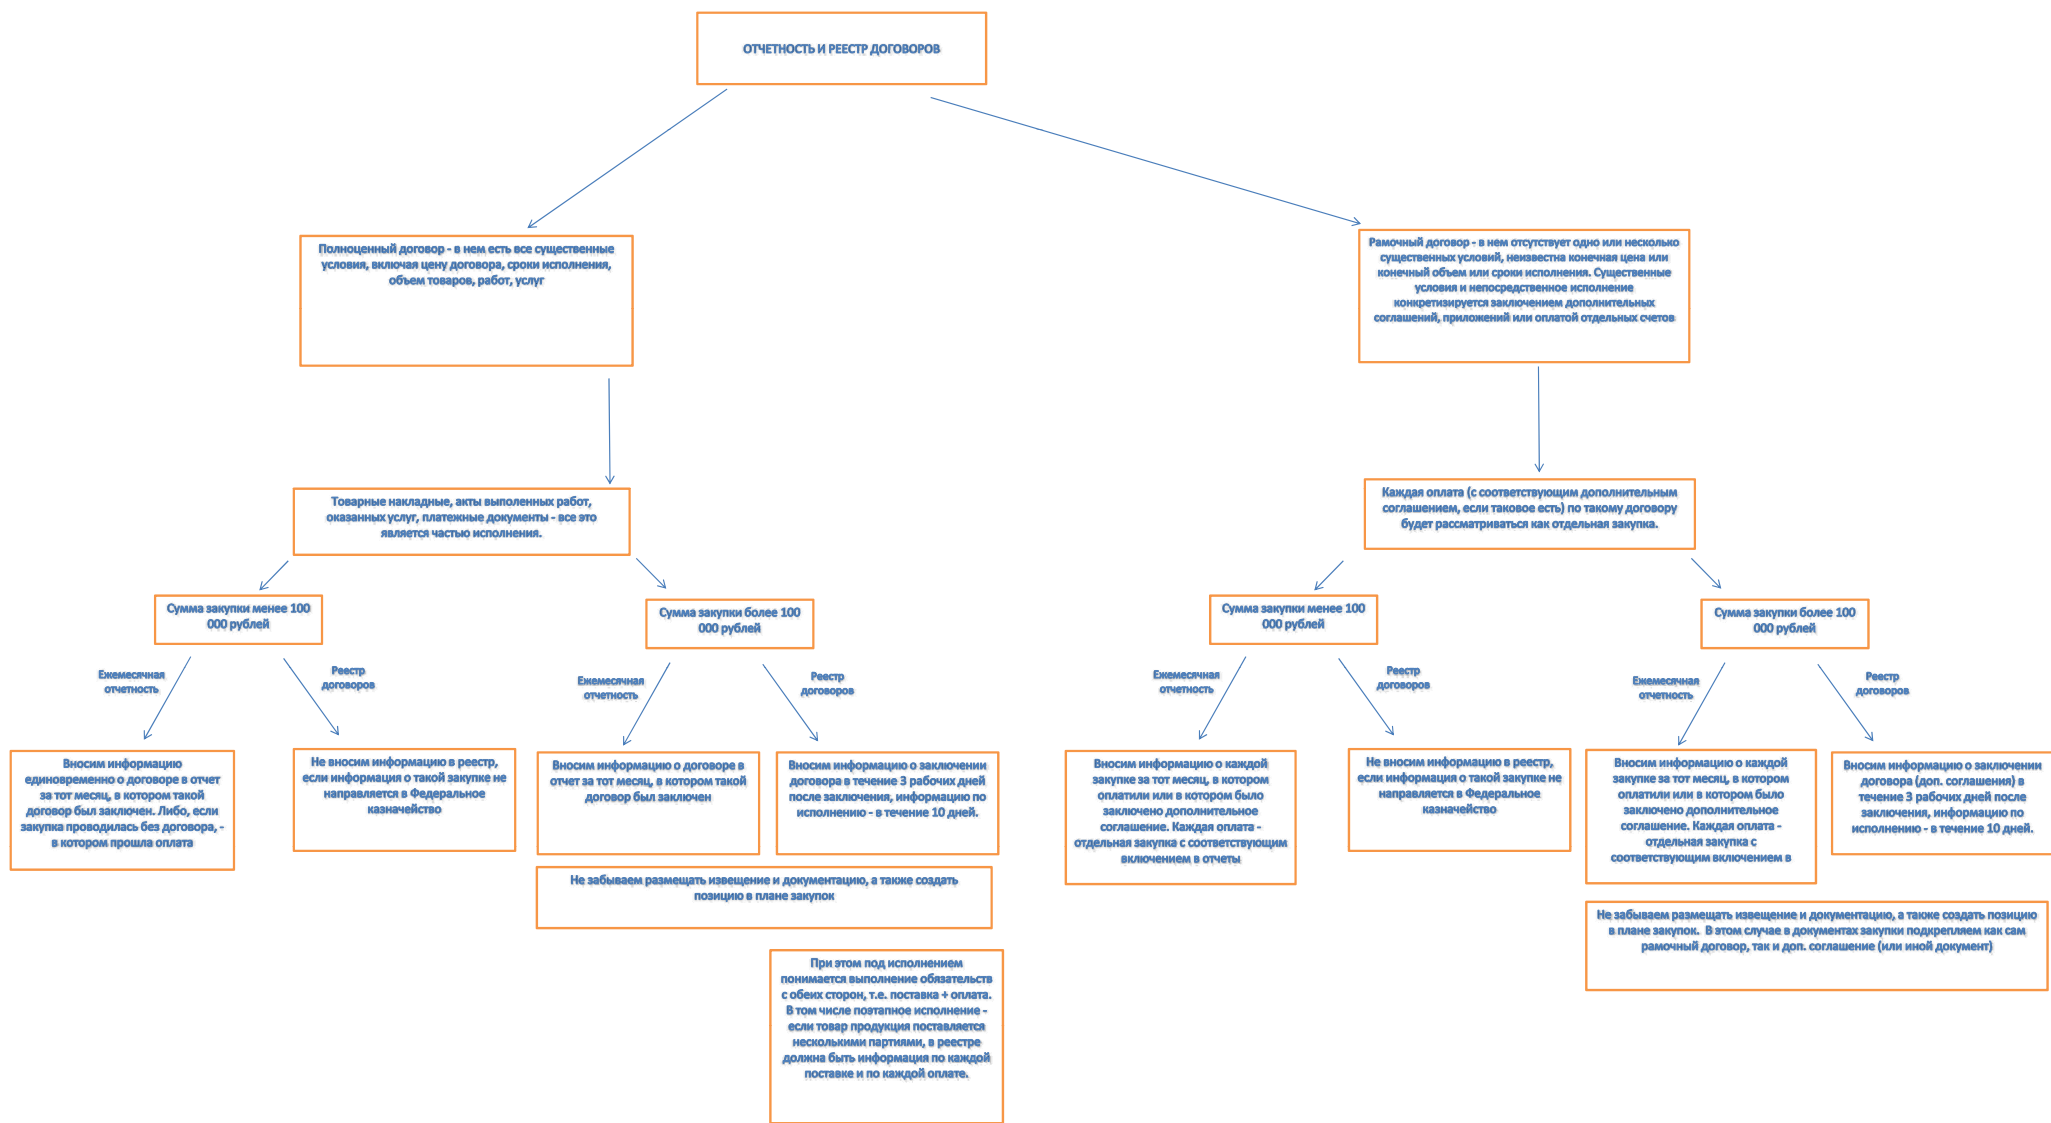 ОТЧЕТНОСТЬ И РЕЕСТР ДОГОВОРОВ
Полноценный договор - в нем есть все существенные
условия, включая цену договора, сроки исполнения,
объем товаров, работ, услуг
Рамочный договор - в нем отсутствует одно или несколько
существенных условий, неизвестна конечная цена или
конечный объем или сроки исполнения. Существенные
условия и непосредственное исполнение
конкретизируется заключением дополнительных
соглашений, приложений или оплатой отдельных счетов
Товарные накладные, акты выполенных работ,
оказанных услуг, платежные документы - все это
является частью исполнения.
Каждая оплата (с соответствующим дополнительным
соглашением, если таковое есть) по такому договору
будет рассматриваться как отдельная закупка.
Сумма закупки менее 100
000 рублей
Сумма закупки более 100
000 рублей
Сумма закупки менее 100
000 рублей
Сумма закупки более 100
000 рублей
Ежемесячная
отчетность
Реестр
договоров
Ежемесячная
отчетность
Реестр
договоров
Ежемесячная
отчетность
Реестр
договоров
Ежемесячная
отчетность
Реестр
договоров
Вносим информацию
единовременно о договоре в отчет
за тот месяц, в котором такой
договор был заключен. Либо, если
закупка проводилась без договора, -
в котором прошла оплата
Не вносим информацию в реестр,
если информация о такой закупке не
направляется в Федеральное
казначейство
Вносим информацию о договоре в
отчет за тот месяц, в котором такой
договор был заключен
Вносим информацию о заключении
договора в течение 3 рабочих дней
после заключения, информацию по
исполнению - в течение 10 дней.
Вносим информацию о каждой
закупке за тот месяц, в котором
оплатили или в котором было
заключено дополнительное
соглашение. Каждая оплата -
отдельная закупка с соответствующим
включением в отчеты
Не вносим информацию в реестр,
если информация о такой закупке не
направляется в Федеральное
казначейство
Вносим информацию о каждой
закупке за тот месяц, в котором
оплатили или в котором было
заключено дополнительное
соглашение. Каждая оплата -
отдельная закупка с
соответствующим включением в
Вносим информацию о заключении
договора (доп. соглашения) в
течение 3 рабочих дней после
заключения, информацию по
исполнению - в течение 10 дней.
Не забываем размещать извещение и документацию, а также создать
позицию в плане закупок
Не забываем размещать извещение и документацию, а также создать позицию
в плане закупок. В этом случае в документах закупки подкрепляем как сам
рамочный договор, так и доп. соглашение (или иной документ)
При этом под исполнением
понимается выполнение обязательств
с обеих сторон, т.е. поставка + оплата.
В том числе поэтапное исполнение -
если товар продукция поставляется
несколькими партиями, в реестре
должна быть информация по каждой
поставке и по каждой оплате.